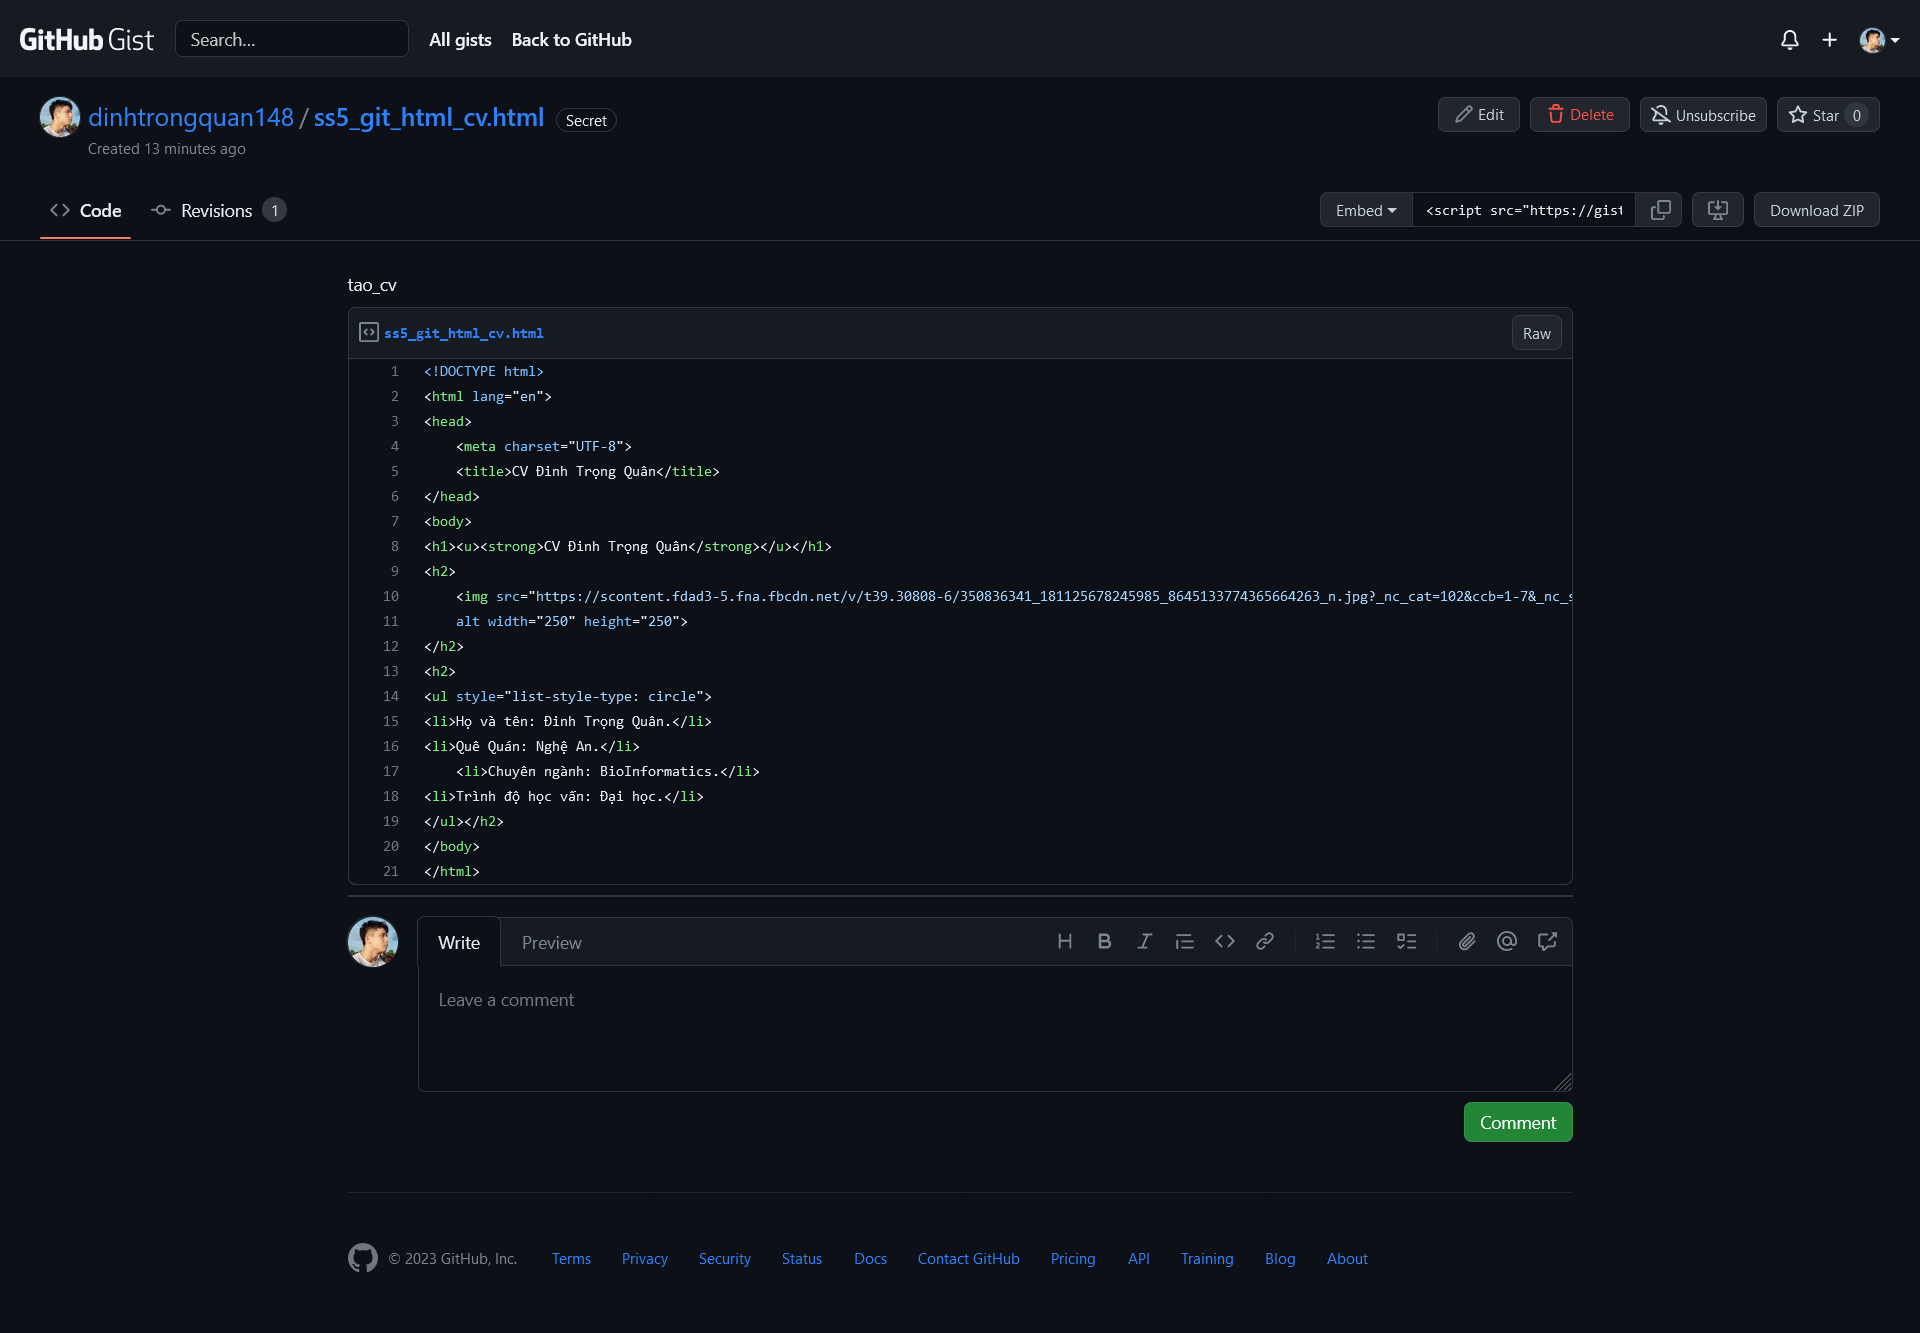 GitHub Gist
Search...
All gists
Back to GitHub
dinhtrongquan148 / ss5_git_html_cv.html
Secret
Created 13 minutes ago
Edit
Delete
Unsubscribe
Star 0
Code
Revisions 1
Embed
<script src="https://gist
Download ZIP
tao_cv
ss5_git_html_cv.html
Raw
1 <!DOCTYPE html>
2 <html lang="en">
3 <head>
4     <meta charset="UTF-8">
5     <title>CV Đinh Trọng Quân</title>
6 </head>
7 <body>
8 <h1><u><strong>CV Đinh Trọng Quân</strong></u></h1>
9 <h2>
10     <img src="https://scontent.fdad3-5.fna.fbcdn.net/v/t39.30808-6/350836341_181125678245985_8645133774365664263_n.jpg?_nc_cat=102&ccb=1-7&_nc_s
11     alt width="250" height="250">
12 </h2>
13 <h2>
14 <ul style="list-style-type: circle">
15 <li>Họ và tên: Đinh Trọng Quân.</li>
16 <li>Quê Quán: Nghệ An.</li>
17     <li>Chuyên ngành: BioInformatics.</li>
18 <li>Trình độ học vấn: Đại học.</li>
19 </ul></h2>
20 </body>
21 </html>
Write
Preview
Leave a comment
Comment
© 2023 GitHub, Inc.
Terms
Privacy
Security
Status
Docs
Contact GitHub
Pricing
API
Training
Blog
About